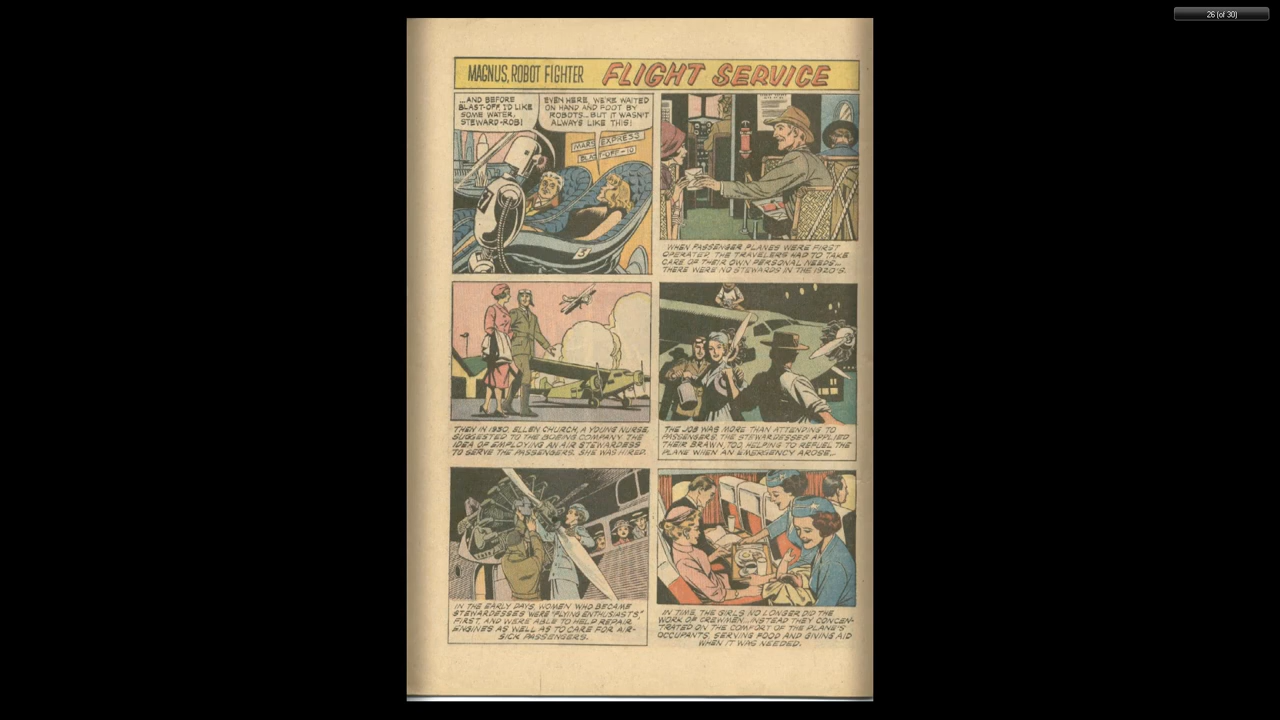 26 (of 30)
MAGNUS, ROBOT FIGHTER FLIGHT SERVICE
...AND BEFORE
BLAST-OFF, I'D LIKE
SOME WATER,
STEWARD-ROB!
EVEN HERE, WE'RE WAITED
ON HAND AND FOOT BY
ROBOTS... BUT IT WASN'T
ALWAYS LIKE THIS!
MARS EXPRESS
BLAST-OFF-10
3
WHEN PASSENGER PLANES WERE FIRST
OPERATED, THE TRAVELERS HAD TO TAKE
CARE OF THEIR OWN PERSONAL NEEDS...
THERE WERE NO STEWARDS IN THE 1920'S.
THEN IN 1930, ELLEN CHURCH, A YOUNG NURSE,
SUGGESTED TO THE BOEING COMPANY THE
IDEA OF EMPLOYING AN AIR STEWARDESS
TO SERVE THE PASSENGERS. SHE WAS HIRED.
THE JOB WAS MORE THAN ATTENDING TO
PASSENGERS. THE STEWARDESSES APPLIED
THEIR BRAWN, TOO, HELPING TO REFUEL THE
PLANE WHEN AN EMERGENCY AROSE...
IN THE EARLY DAYS, WOMEN WHO BECAME
STEWARDESSES WERE "FLYING ENTHUSIASTS,"
FIRST, AND WERE ABLE TO HELP REPAIR
ENGINES AS WELL AS TO CARE FOR AIR-
SICK PASSENGERS.
IN TIME, THE GIRLS NO LONGER DID THE
WORK OF CREWMEN...INSTEAD THEY CONCEN-
TRATED ON THE COMFORT OF THE PLANE'S
OCCUPANTS, SERVING FOOD AND GIVING AID
WHEN IT WAS NEEDED.